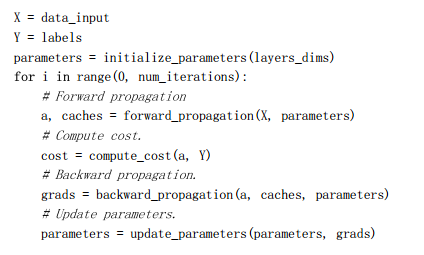 X = data_input
Y = labels
parameters = initialize_parameters(layers_dims)
for i in range(0, num_iterations):
    # Forward propagation
    a, caches = forward_propagation(X, parameters)
    # Compute cost.
    cost = compute_cost(a, Y)
    # Backward propagation.
    grads = backward_propagation(a, caches, parameters)
    # Update parameters.
    parameters = update_parameters(parameters, grads)